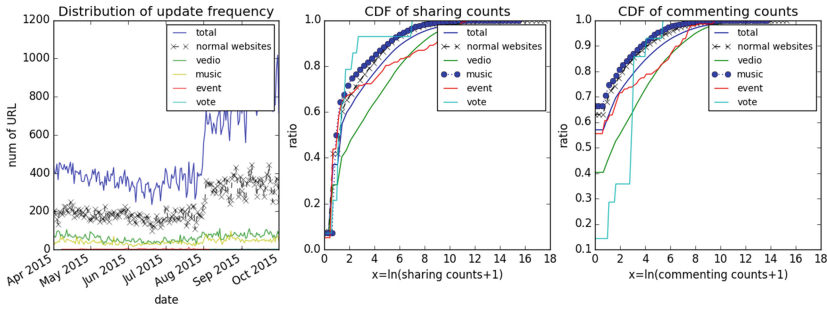 Distribution of update frequency
1200
1000
800
600
400
200
0
num of URL
total
normal websites
vedio
music
event
vote
Apr 2015
May 2015
Jun 2015
Jul 2015
Aug 2015
Sep 2015
Oct 2015
date
CDF of sharing counts
1.0
0.8
0.6
0.4
0.2
0.0
ratio
total
normal websites
vedio
music
event
vote
0 2 4 6 8 10 12 14 16 18
x=ln(sharing counts+1)
CDF of commenting counts
1.0
0.9
0.8
0.7
0.6
0.5
0.4
0.3
0.2
0.1
ratio
total
normal websites
vedio
music
event
vote
0 2 4 6 8 10 12 14 16 18
x=ln(commenting counts+1)